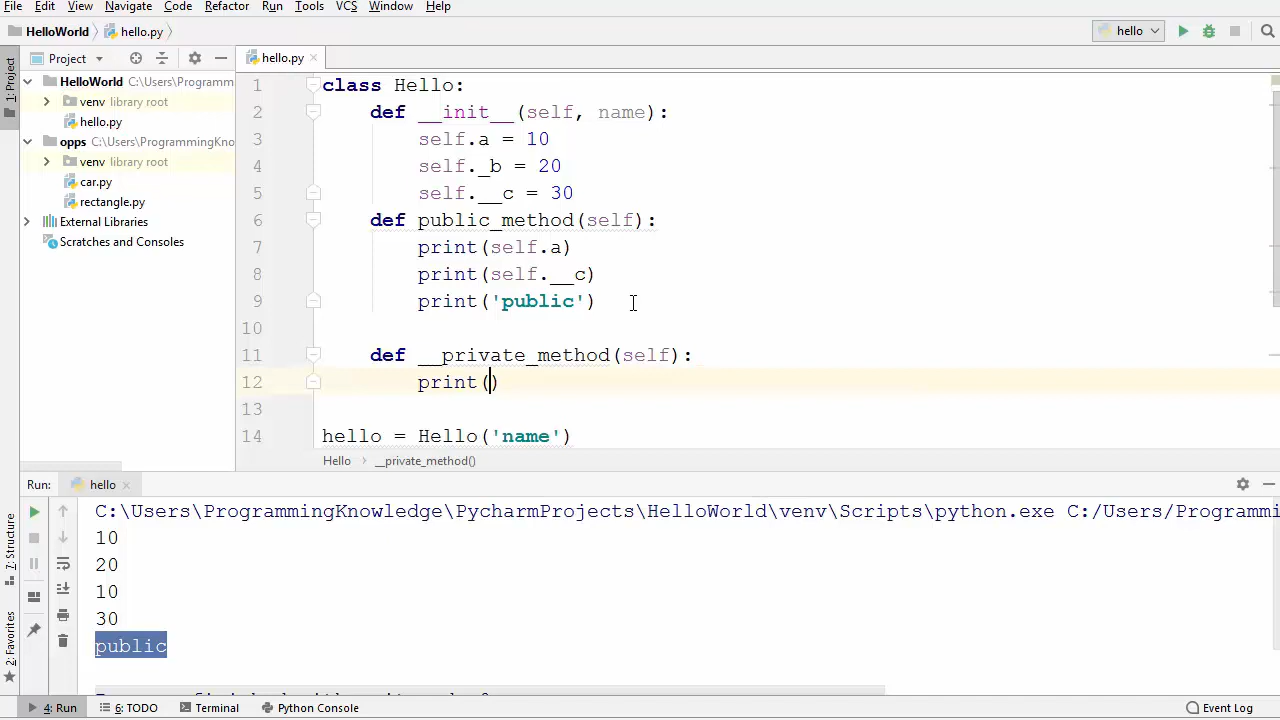 File Edit View Navigate Code Refactor Run Tools VCS Window Help
HelloWorld hello.py hello
1: Project
Project
hello.py
HelloWorld C:\Users\Programm
venv library root
hello.py
opps C:\Users\ProgrammingKno
venv library root
car.py
rectangle.py
External Libraries
Scratches and Consoles
1 class Hello:
2 def __init__(self, name):
3 self.a = 10
4 self._b = 20
5 self.__c = 30
6 def public_method(self):
7 print(self.a)
8 print(self.__c)
9 print('public')
10
11 def __private_method(self):
12 print()
13
14 hello = Hello('name')
Hello __private_method()
Run: hello
C:\Users\ProgrammingKnowledge\PycharmProjects\HelloWorld\venv\Scripts\python.exe C:/Users/Programmi
10
20
10
30
public
7: Structure
2: Favorites
4: Run 6: TODO Terminal Python Console Event Log